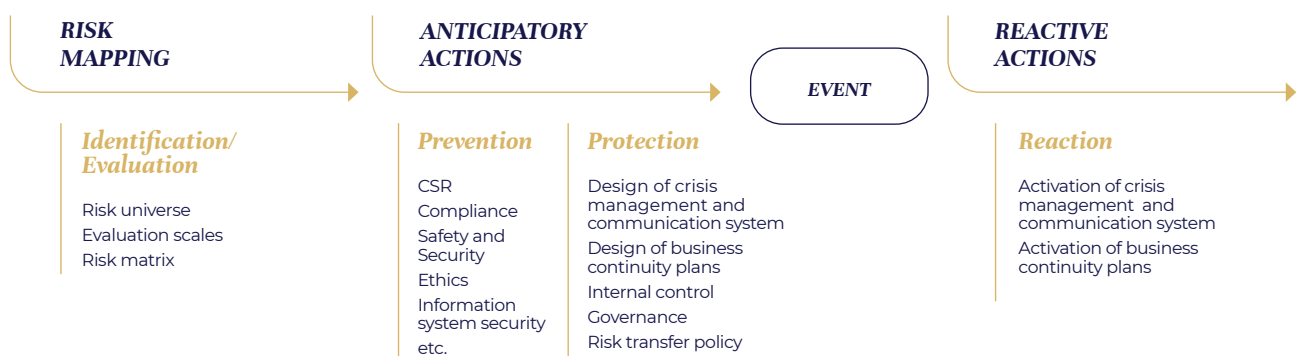 RISK
MAPPING
Identification/
Evaluation
Risk universe
Evaluation scales
Risk matrix
ANTICIPATORY
ACTIONS
Prevention
CSR
Compliance
Safety and
Security
Ethics
Information
system security
etc.
Protection
Design of crisis
management and
communication system
Design of business
continuity plans
Internal control
Governance
Risk transfer policy
EVENT
REACTIVE
ACTIONS
Reaction
Activation of crisis
management and
communication system
Activation of business
continuity plans